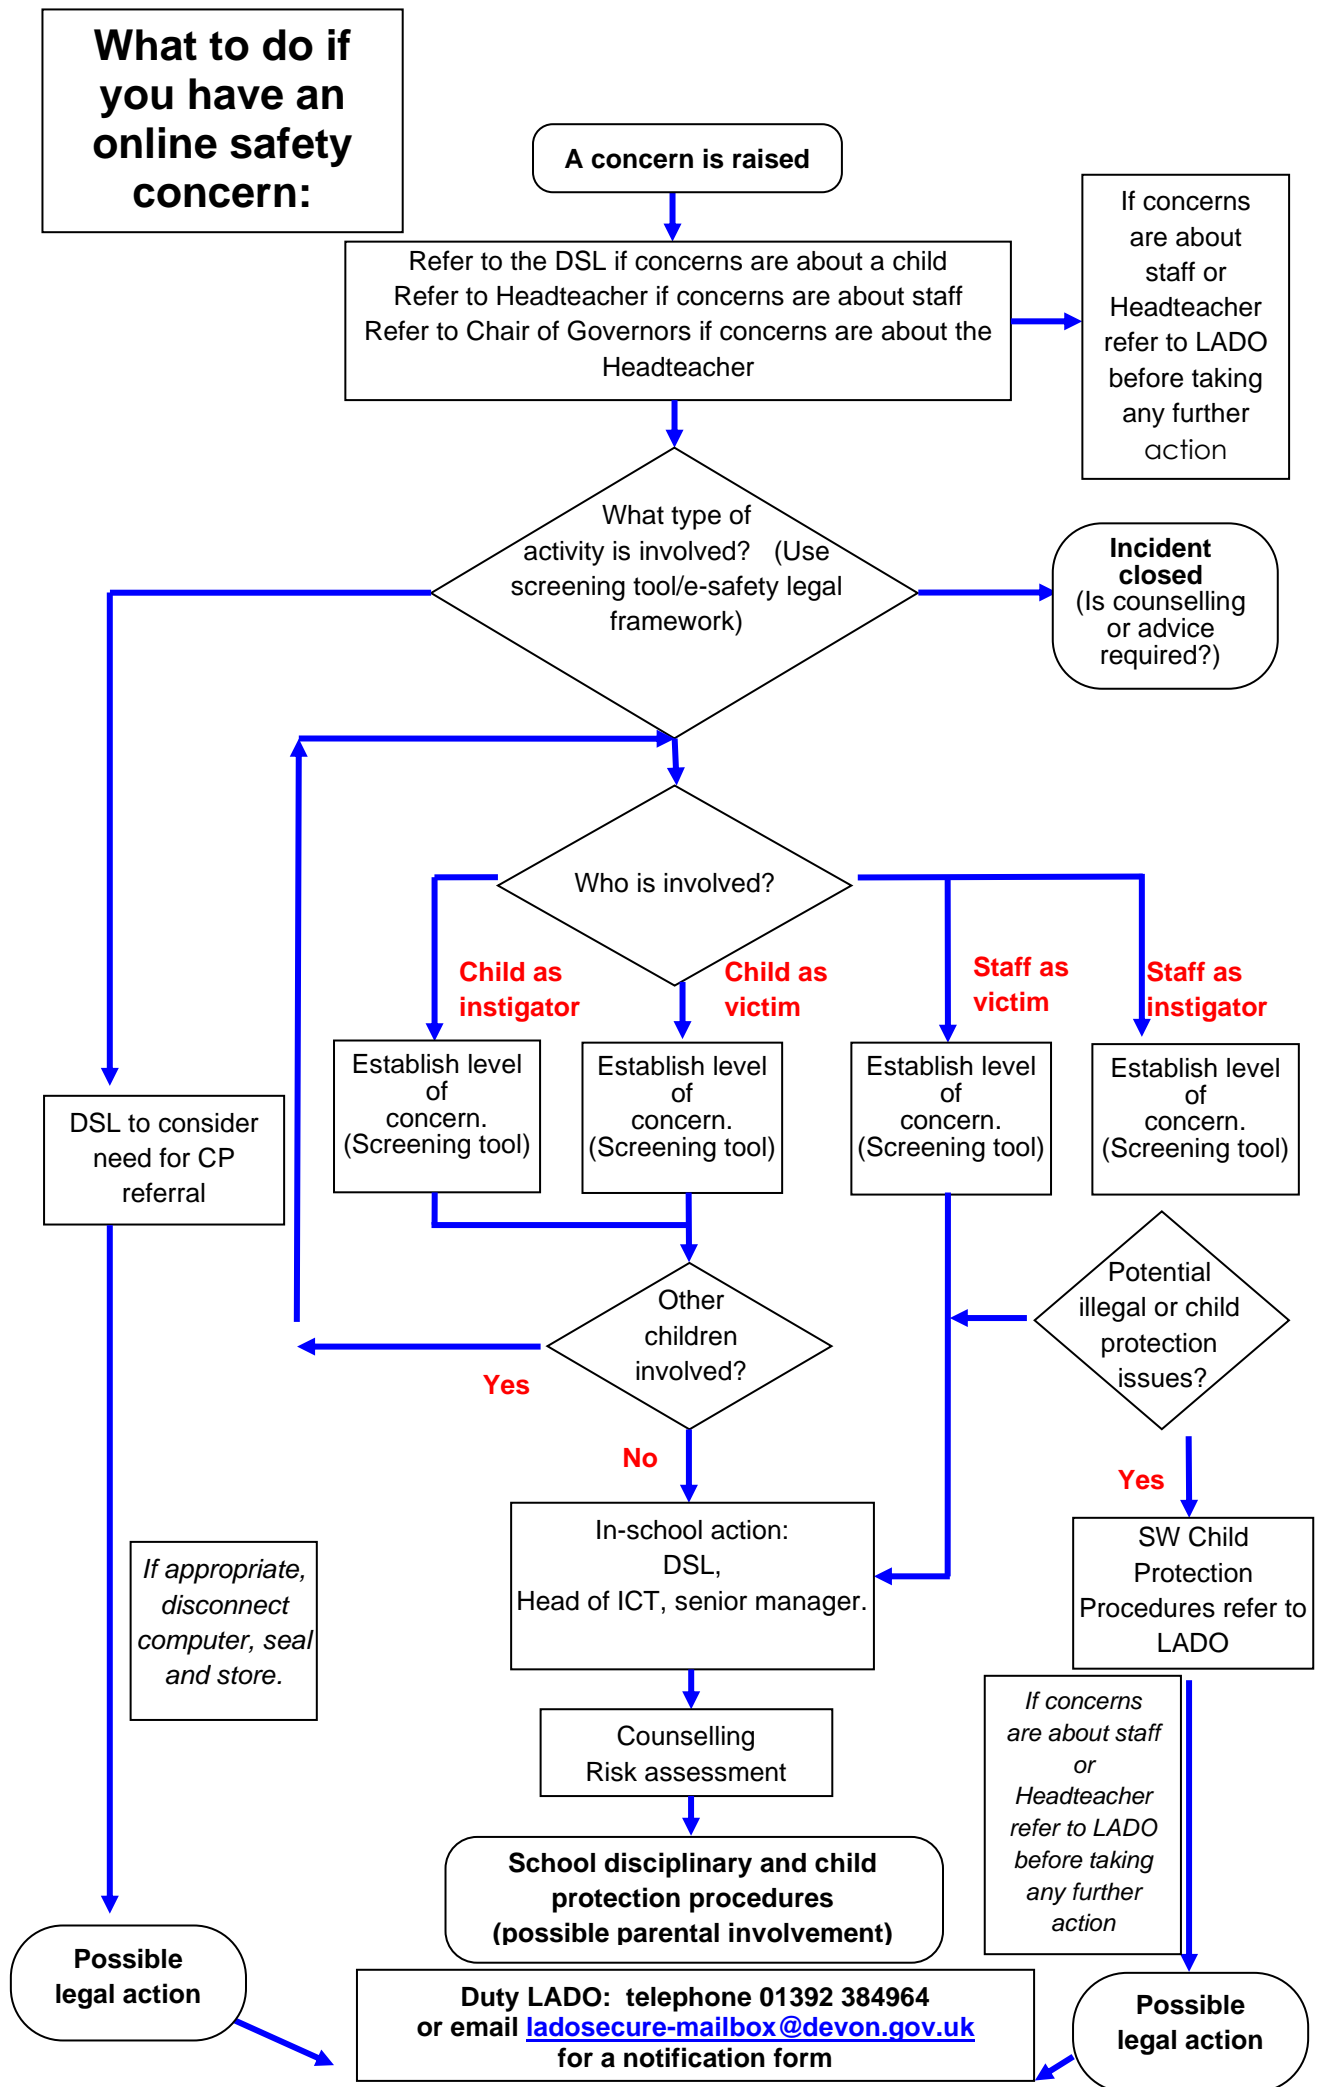 What to do if
you have an
online safety
concern:
A concern is raised
Refer to the DSL if concerns are about a child
Refer to Headteacher if concerns are about staff
Refer to Chair of Governors if concerns are about the
Headteacher
If concerns
are about
staff or
Headteacher
refer to LADO
before taking
any further
action
What type of
activity is involved? (Use
screening tool/e-safety legal
framework)
Incident
closed
(Is counselling
or advice
required?)
Who is involved?
Child as
instigator
Child as
victim
Staff as
victim
Staff as
instigator
Establish level
of
concern.
(Screening tool)
Establish level
of
concern.
(Screening tool)
Establish level
of
concern.
(Screening tool)
Establish level
of
concern.
(Screening tool)
DSL to consider
need for CP
referral
Other
children
involved?
Potential
illegal or child
protection
issues?
Yes
No
Yes
In-school action:
DSL,
Head of ICT, senior manager.
SW Child
Protection
Procedures refer to
LADO
If appropriate,
disconnect
computer, seal
and store.
Counselling
Risk assessment
If concerns
are about staff
or
Headteacher
refer to LADO
before taking
any further
action
School disciplinary and child
protection procedures
(possible parental involvement)
Possible
legal action
Duty LADO: telephone 01392 384964
or email ladosecure-mailbox@devon.gov.uk
for a notification form
Possible
legal action